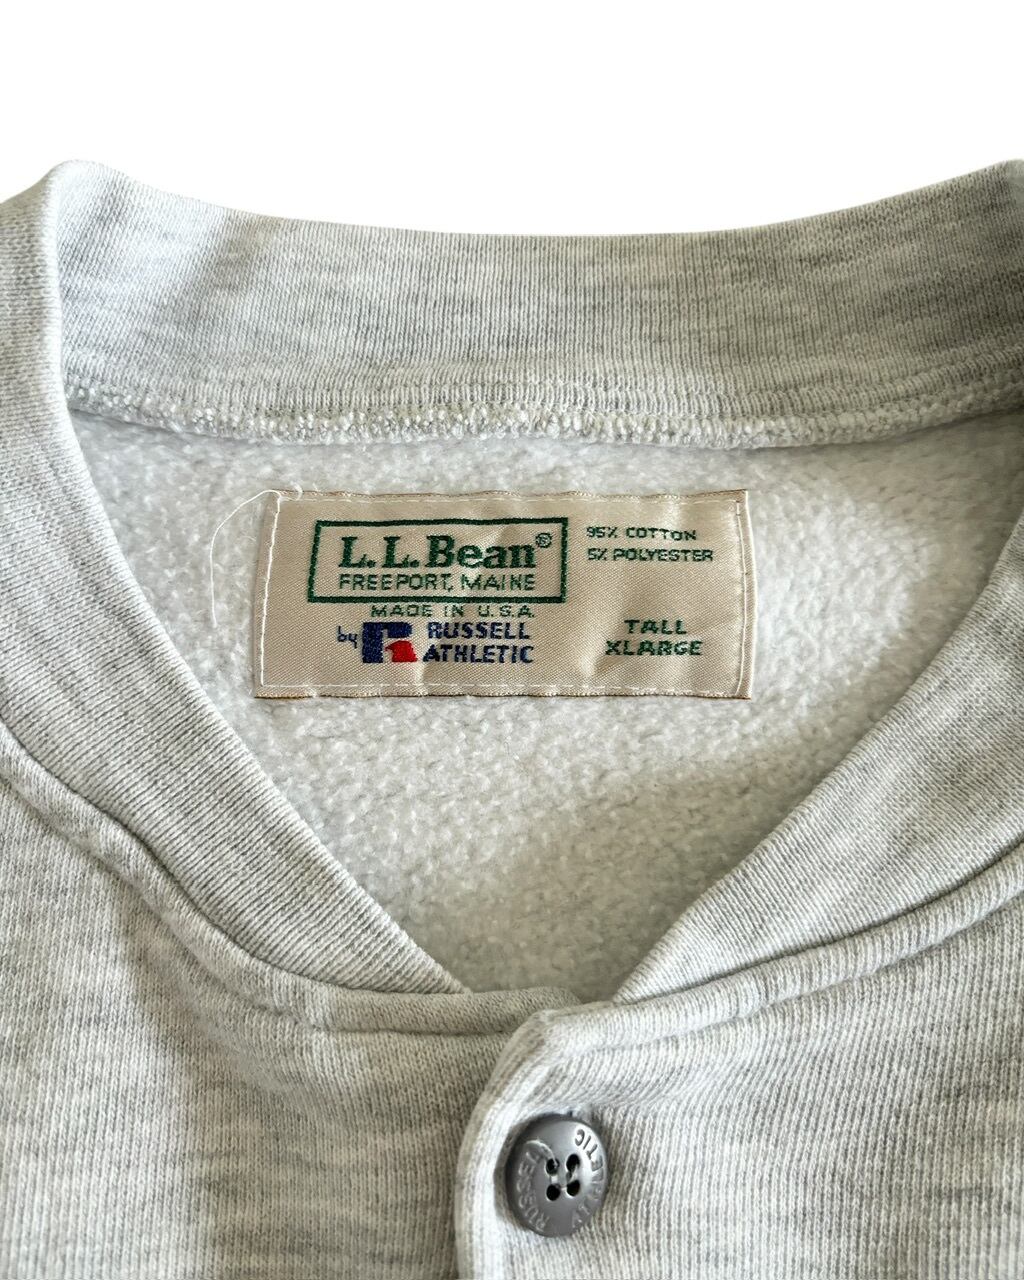 L.L.Bean®
FREEPORT, MAINE
MADE IN U.S.A.
by R RUSSELL
ATHLETIC
95% COTTON
5% POLYESTER
TALL
XLARGE
RUSSELL ATHLETIC